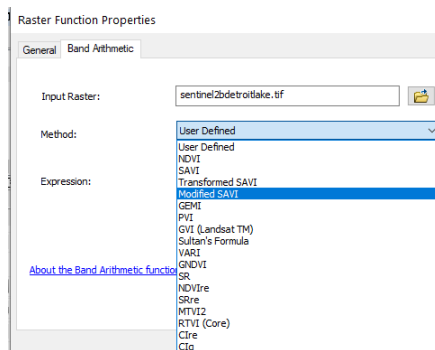 Raster Function Properties
General Band Arithmetic
Input Raster: sentinel2bdetroitlake.tif
Method: User Defined
User Defined
NDVI
SAVI
Transformed SAVI
Expression:
Modified SAVI
GEMI
PVI
GVI (Landsat TM)
Sultan's Formula
VARI
About the Band Arithmetic function
GNDVI
SR
NDVIre
SRre
MTVI2
RTVI (Core)
CIre
CIg